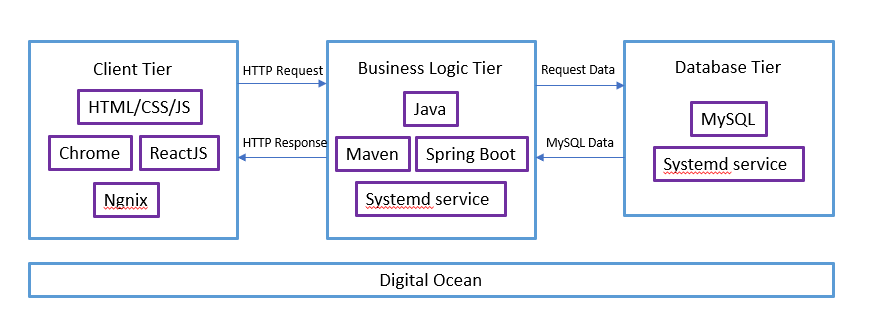 Client Tier
HTML/CSS/JS
Chrome
ReactJS
Ngnix
HTTP Request
HTTP Response
Business Logic Tier
Java
Maven
Spring Boot
Systemd service
Request Data
MySQL Data
Database Tier
MySQL
Systemd service
Digital Ocean